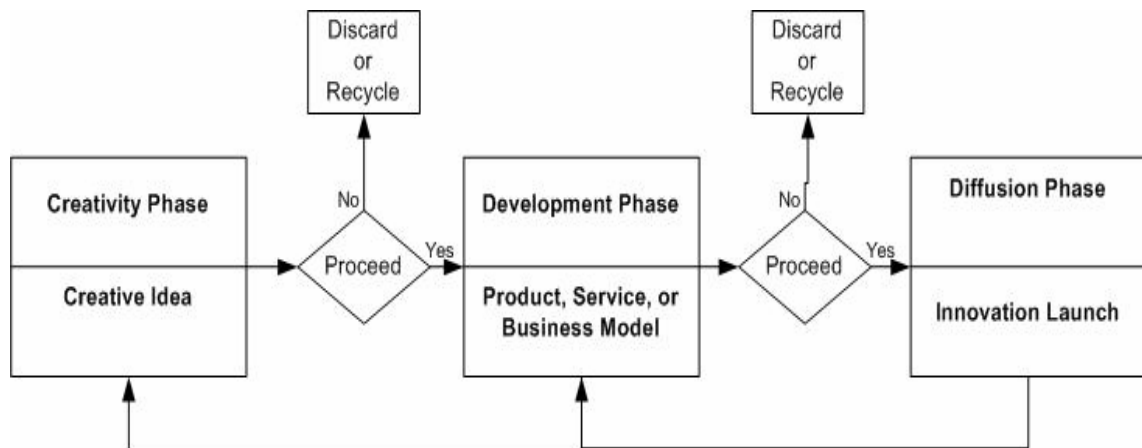 Discard
or
Recycle
Discard
or
Recycle
Creativity Phase
Creative Idea
No
Proceed
Yes
Development Phase
Product, Service, or
Business Model
No
Proceed
Yes
Diffusion Phase
Innovation Launch